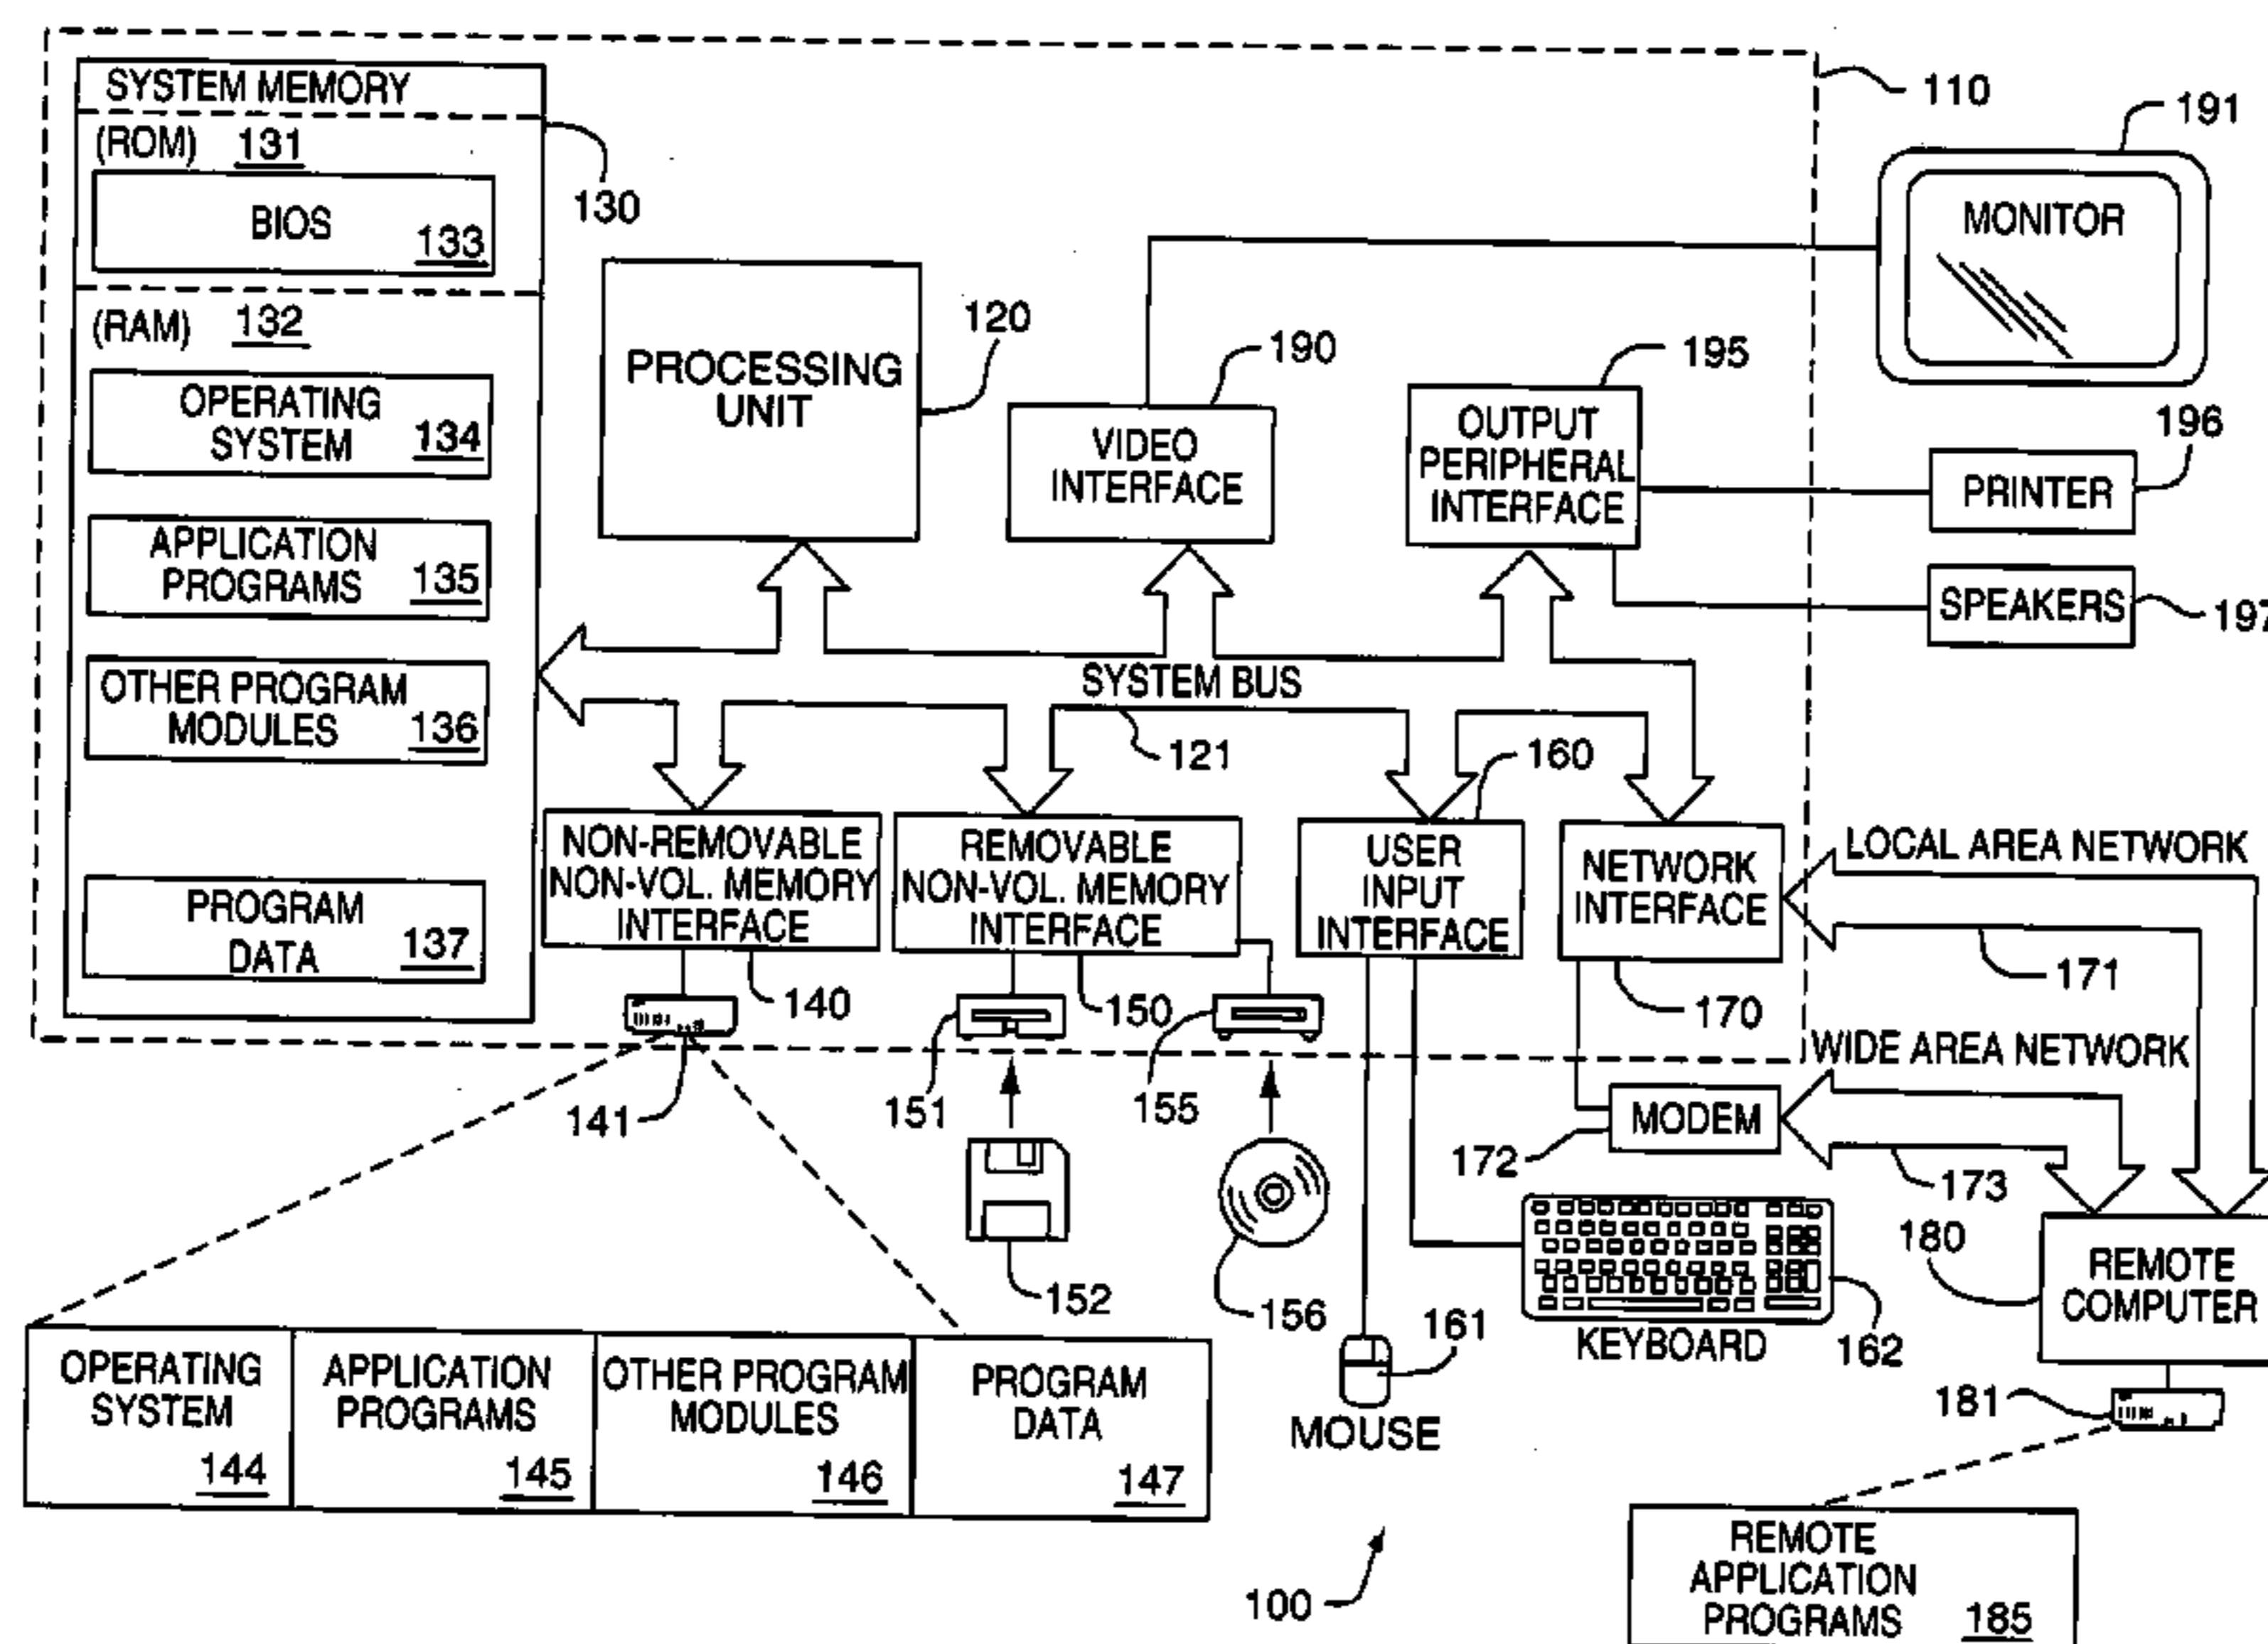 SYSTEM MEMORY
(ROM) 131
BIOS 133
130
(RAM) 132
OPERATING
SYSTEM 134
APPLICATION
PROGRAMS 135
OTHER PROGRAM
MODULES 136
PROGRAM
DATA 137
PROCESSING
UNIT
120
VIDEO
INTERFACE
190
OUTPUT
PERIPHERAL
INTERFACE
195
110
191
MONITOR
196
PRINTER
SPEAKERS
197
SYSTEM BUS
121
NON-REMOVABLE
NON-VOL. MEMORY
INTERFACE
140
REMOVABLE
NON-VOL. MEMORY
INTERFACE
150
USER
INPUT
INTERFACE
160
NETWORK
INTERFACE
170
LOCAL AREA NETWORK
171
WIDE AREA NETWORK
141
151
155
MODEM
172
173
152
156
161
MOUSE
KEYBOARD
162
180
REMOTE
COMPUTER
181
OPERATING
SYSTEM
144
APPLICATION
PROGRAMS
145
OTHER PROGRAM
MODULES
146
PROGRAM
DATA
147
100
REMOTE
APPLICATION
PROGRAMS 185